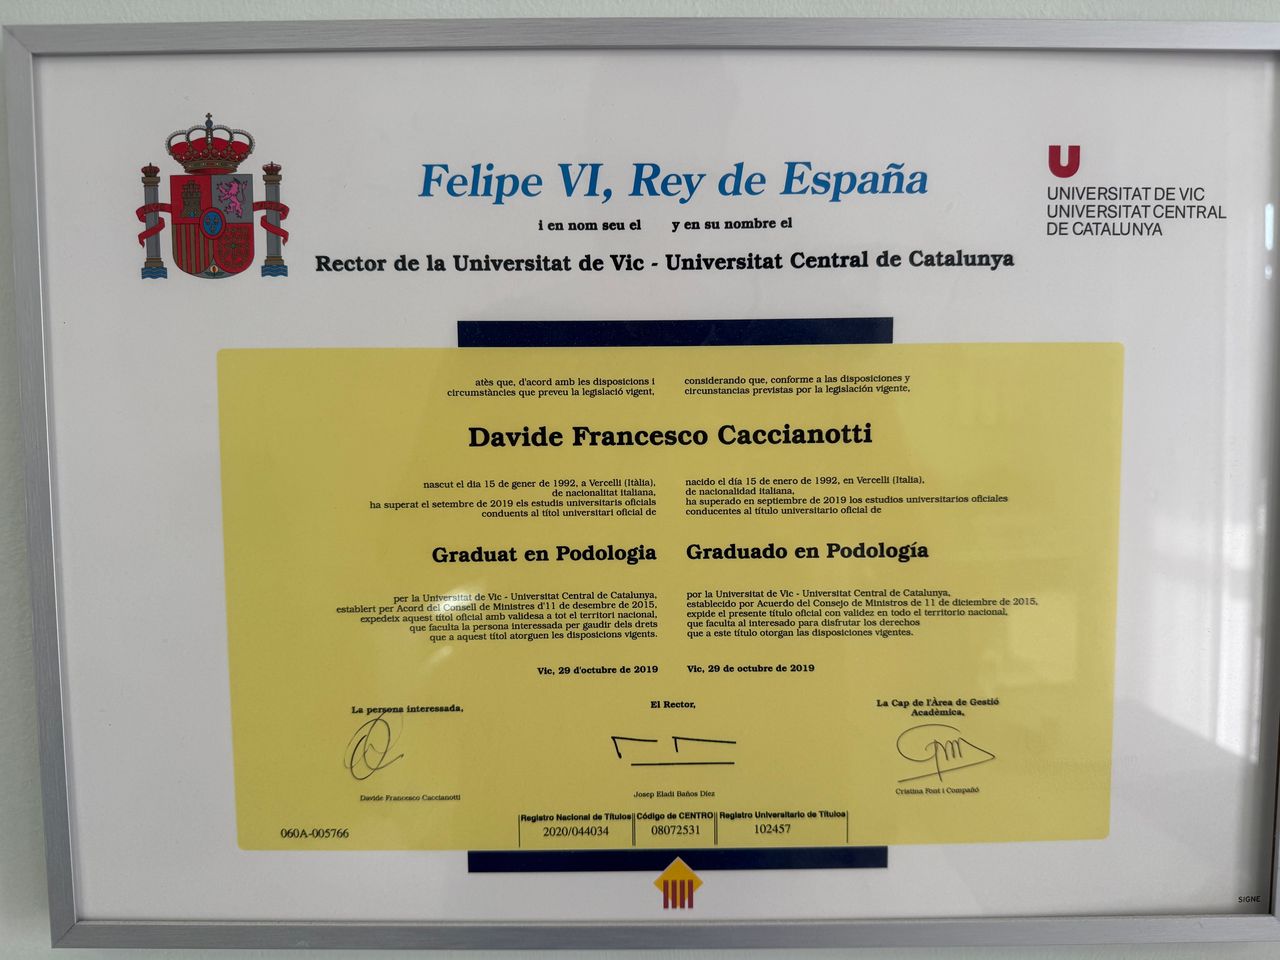 Felipe VI, Rey de España
i en nom seu el    y en su nombre el
Rector de la Universitat de Vic - Universitat Central de Catalunya
U
UNIVERSITAT DE VIC
UNIVERSITAT CENTRAL
DE CATALUNYA
atès que, d'acord amb les disposicions i
circumstàncies que preveu la legislació vigent,
considerando que, conforme a las disposiciones y
circunstancias previstas por la legislación vigente,
Davide Francesco Caccianotti
nascut el dia 15 de gener de 1992, a Vercelli (Itàlia),
de nacionalitat italiana,
ha superat el setembre de 2019 els estudis universitaris oficials
conduents al títol universitari oficial de
nacido el día 15 de enero de 1992, en Vercelli (Italia),
de nacionalidad italiana,
ha superado en septiembre de 2019 los estudios universitarios oficiales
conducentes al título universitario oficial de
Graduat en Podologia
Graduado en Podología
per la Universitat de Vic - Universitat Central de Catalunya,
establert per Acord del Consell de Ministres d'11 de desembre de 2015,
expedeix aquest títol oficial amb validesa a tot el territori nacional,
que faculta la persona interessada per gaudir dels drets
que a aquest títol atorguen les disposicions vigents.
por la Universitat de Vic - Universitat Central de Catalunya,
establecido por Acuerdo del Consejo de Ministros de 11 de diciembre de 2015,
expide el presente título oficial con validez en todo el territorio nacional,
que faculta al interesado para disfrutar los derechos
que a este título otorgan las disposiciones vigentes.
Vic, 29 d'octubre de 2019
Vic, 29 de octubre de 2019
La persona interessada,
Davide Francesco Caccianotti
El Rector,
Josep Eladi Baños Díez
La Cap de l'Àrea de Gestió
Acadèmica,
Cristina Font i Compañó
060A-005766
Registro Nacional de Títulos
2020/044034
Código de CENTRO
08072531
Registro Universitario de Títulos
102457
SIGNE